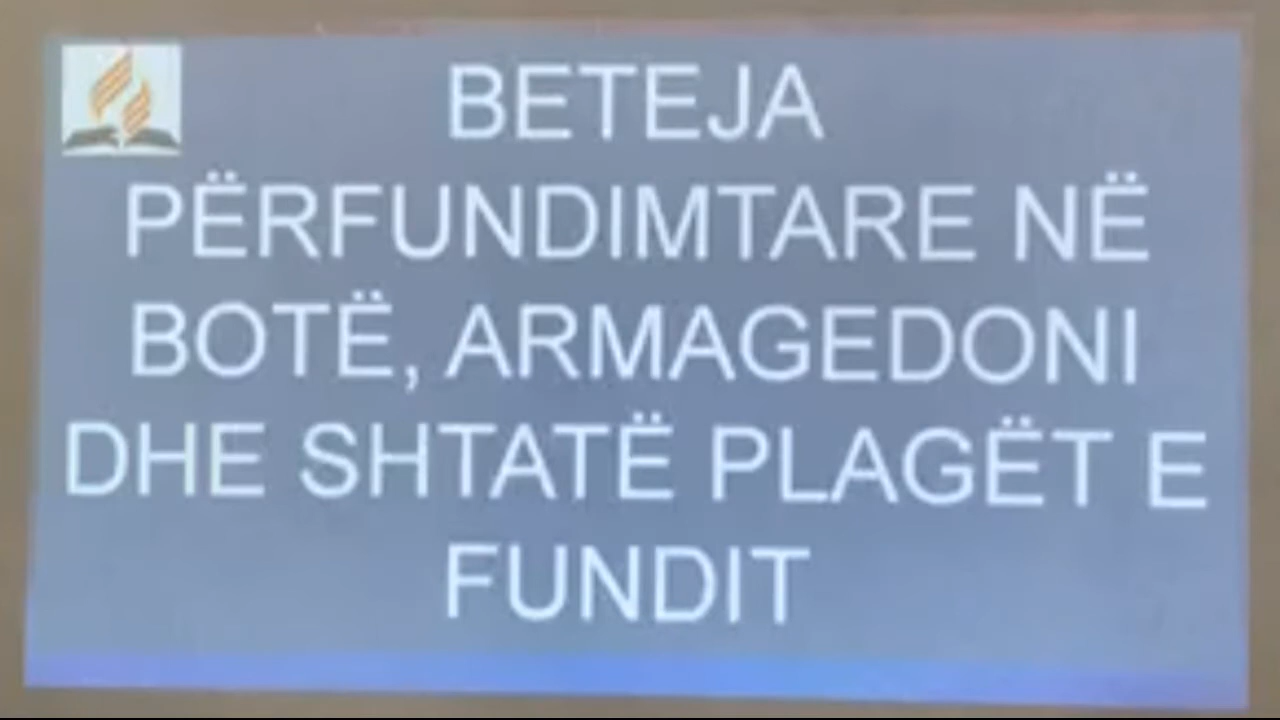 BETEJA
PËRFUNDIMTARE NË
BOTË, ARMAGEDONI
DHE SHTATË PLAGËT E
FUNDIT